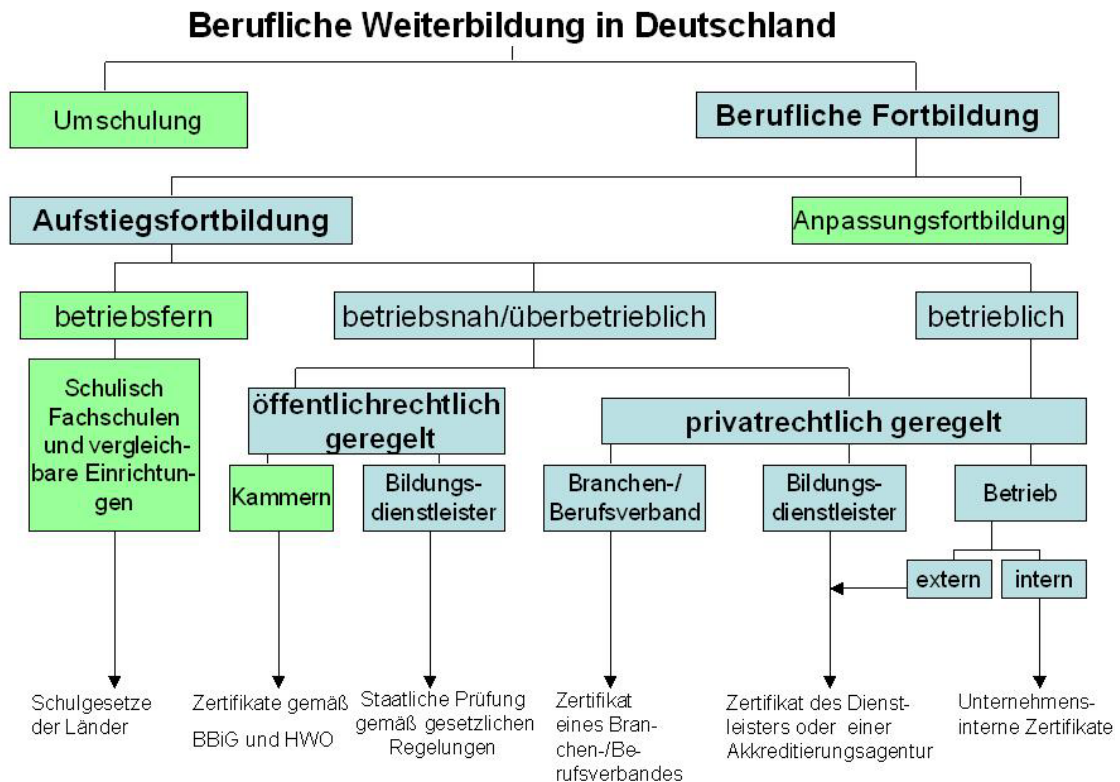 Berufliche Weiterbildung in Deutschland
Umschulung
Berufliche Fortbildung
Aufstiegsfortbildung
Anpassungsfortbildung
betriebsfern
betriebsnah/überbetrieblich
betrieblich
Schulisch
Fachschulen
und vergleich-
bare Einrichtun-
gen
öffentlichrechtlich
geregelt
privatrechtlich geregelt
Kammern
Bildungs-
dienstleister
Branchen-/
Berufsverband
Bildungs-
dienstleister
Betrieb
extern
intern
Schulgesetze
der Länder
Zertifikate gemäß
BBiG und HWO
Staatliche Prüfung
gemäß gesetzlichen
Regelungen
Zertifikat
eines Bran-
chen-/Be-
rufsverbandes
Zertifikat des Dienst-
leisters oder einer
Akkreditierungsagentur
Unternehmens-
interne Zertifikate